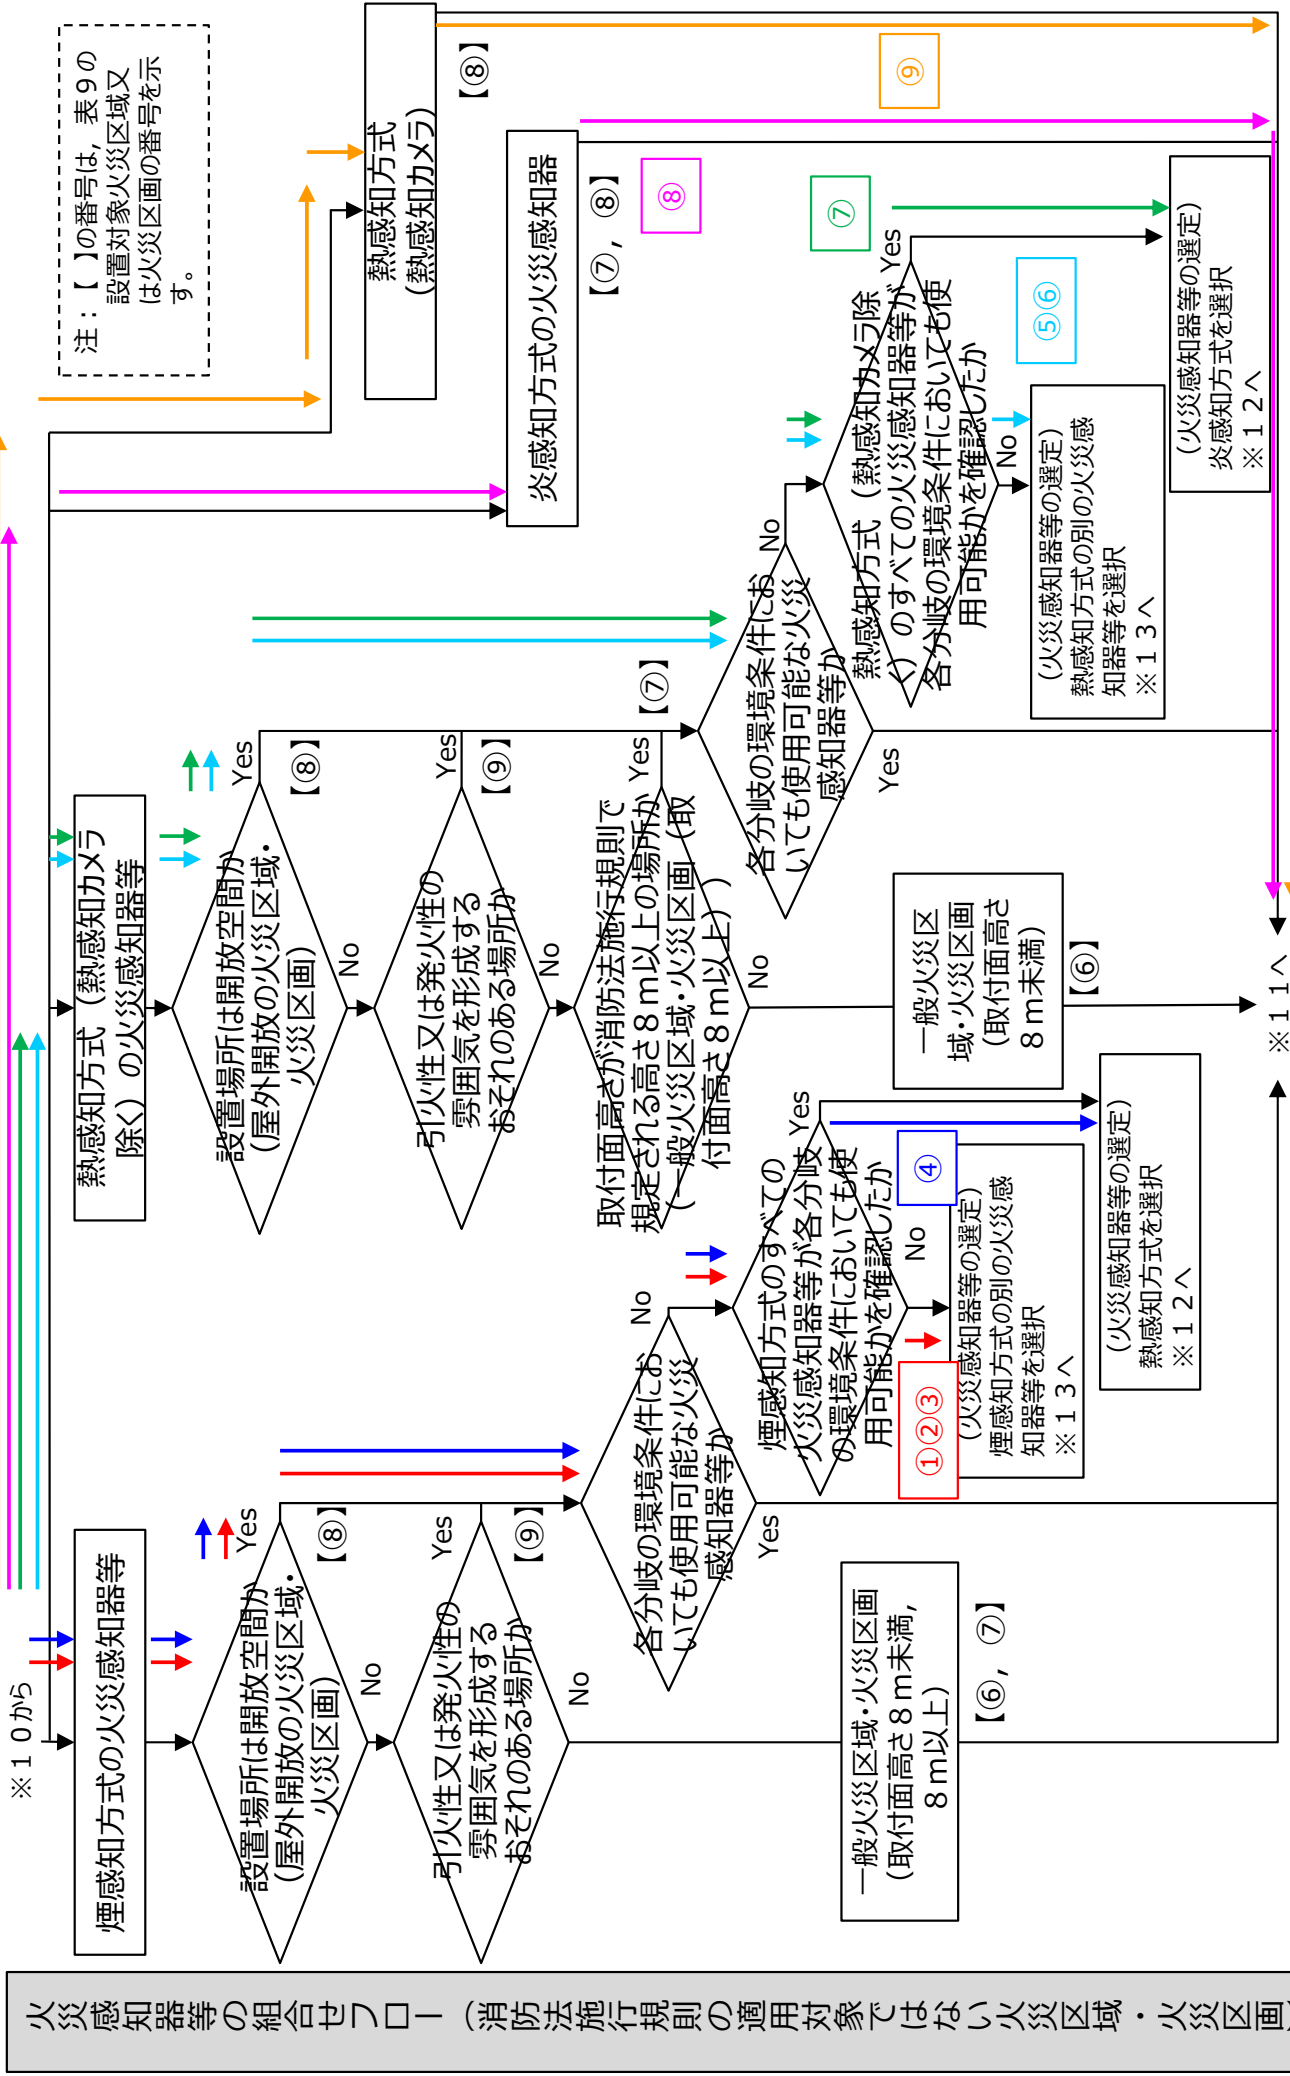 火災感知器等の組合せフロー（消防法施行規則の適用対象ではない火災区域・火災区画）
※１０から
煙感知方式の火災感知器等
設置場所は開放空間か
（屋外開放の火災区域・
火災区画）
Yes
【⑧】
No
引火性又は発火性の
雰囲気を形成する
おそれのある場所か
Yes
【⑨】
No
各分岐の環境条件にお
いても使用可能な火災
感知器等か
No
Yes
煙感知方式のすべての
火災感知器等が各分岐
の環境条件においても使
用可能かを確認したか
Yes
No
①②③
④
（火災感知器等の選定）
煙感知方式の別の火災感
知器等を選択
※１３へ
（火災感知器等の選定）
熱感知方式を選択
※１２へ
一般火災区域・火災区画
（取付面高さ８ｍ未満，
８ｍ以上）
【⑥，⑦】
熱感知方式（熱感知カメラ
除く）の火災感知器等
設置場所は開放空間か
（屋外開放の火災区域・
火災区画）
Yes
【⑧】
No
引火性又は発火性の
雰囲気を形成する
おそれのある場所か
Yes
【⑨】
No
取付面高さが消防法施行規則で
規定される高さ８ｍ以上の場所か
（一般火災区域・火災区画（取
付面高さ８ｍ以上））
Yes
【⑦】
No
一般火災区
域・火災区画
（取付面高さ
８ｍ未満）
【⑥】
各分岐の環境条件にお
いても使用可能な火災
感知器等か
No
Yes
熱感知方式（熱感知カメラ除
く）のすべての火災感知器等が
各分岐の環境条件においても使
用可能かを確認したか
Yes
No
⑤⑥
⑦
（火災感知器等の選定）
熱感知方式の別の火災感
知器等を選択
※１３へ
（火災感知器等の選定）
炎感知方式を選択
※１２へ
炎感知方式の火災感知器
【⑦，⑧】
⑧
熱感知方式
（熱感知カメラ）
【⑧】
⑨
※１１へ
注：【 】の番号は，表９の
設置対象火災区域又
は火災区画の番号を示
す。